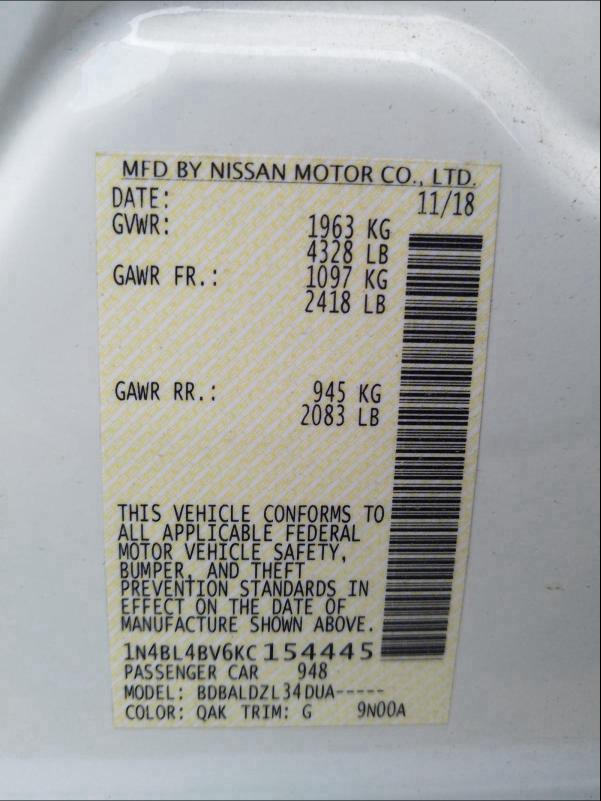 MFD BY NISSAN MOTOR CO., LTD.
DATE: 11/18
GVWR: 1963 KG
4328 LB
GAWR FR.: 1097 KG
2418 LB
GAWR RR.: 945 KG
2083 LB
THIS VEHICLE CONFORMS TO
ALL APPLICABLE FEDERAL
MOTOR VEHICLE SAFETY,
BUMPER, AND THEFT
PREVENTION STANDARDS IN
EFFECT ON THE DATE OF
MANUFACTURE SHOWN ABOVE.
1N4BL4BV6KC154445
PASSENGER CAR 948
MODEL: BDBALDZL34DUA-----
COLOR: QAK TRIM: G 9N00A